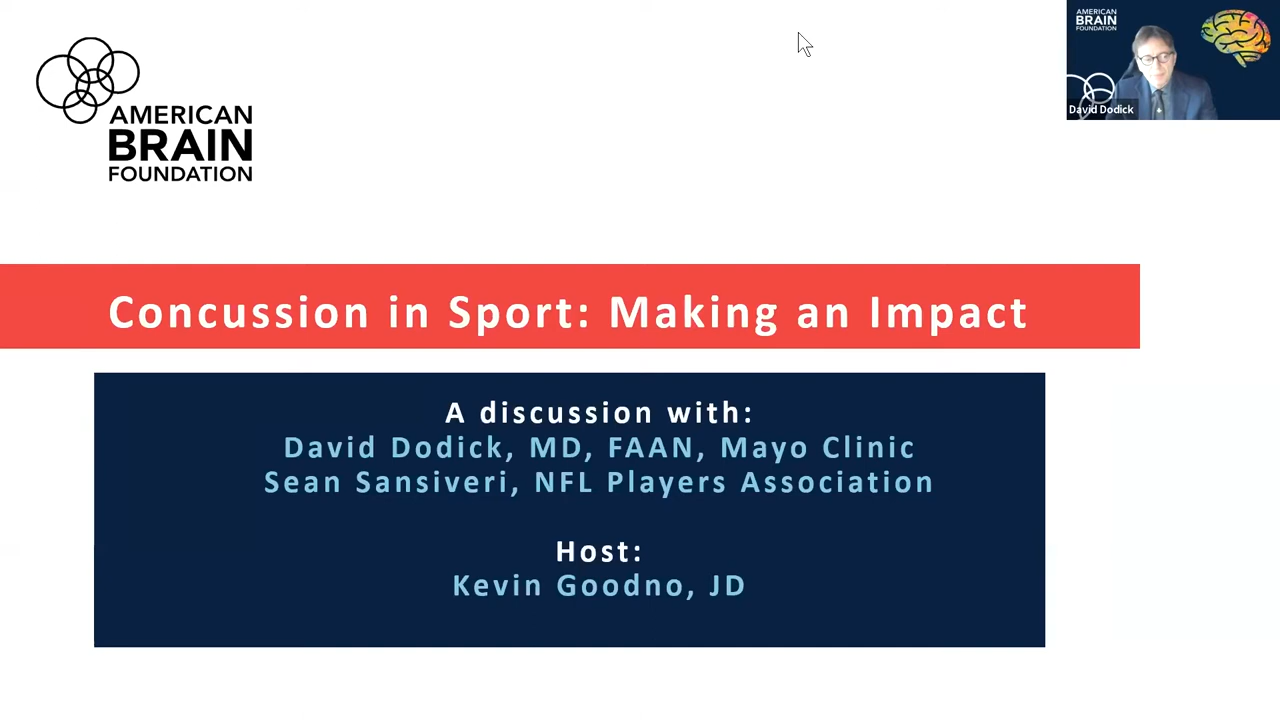 AMERICAN
BRAIN
FOUNDATION
AMERICAN
BRAIN
FOUNDATION
David Dodick
Concussion in Sport: Making an Impact
A discussion with:
David Dodick, MD, FAAN, Mayo Clinic
Sean Sansiveri, NFL Players Association
Host:
Kevin Goodno, JD